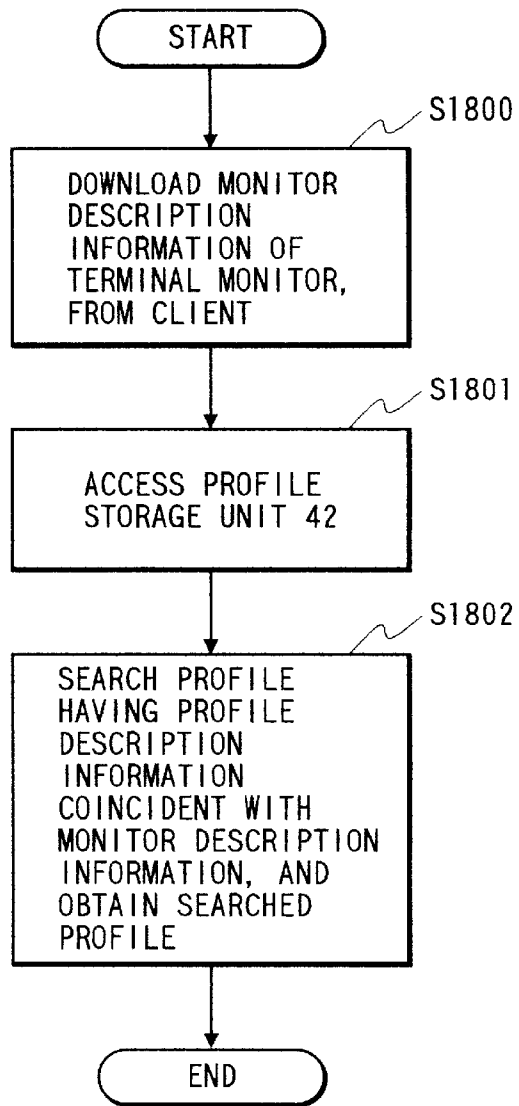 START
S1800
DOWNLOAD MONITOR
DESCRIPTION
INFORMATION OF
TERMINAL MONITOR,
FROM CLIENT
S1801
ACCESS PROFILE
STORAGE UNIT 42
S1802
SEARCH PROFILE
HAVING PROFILE
DESCRIPTION
INFORMATION
COINCIDENT WITH
MONITOR DESCRIPTION
INFORMATION, AND
OBTAIN SEARCHED
PROFILE
END